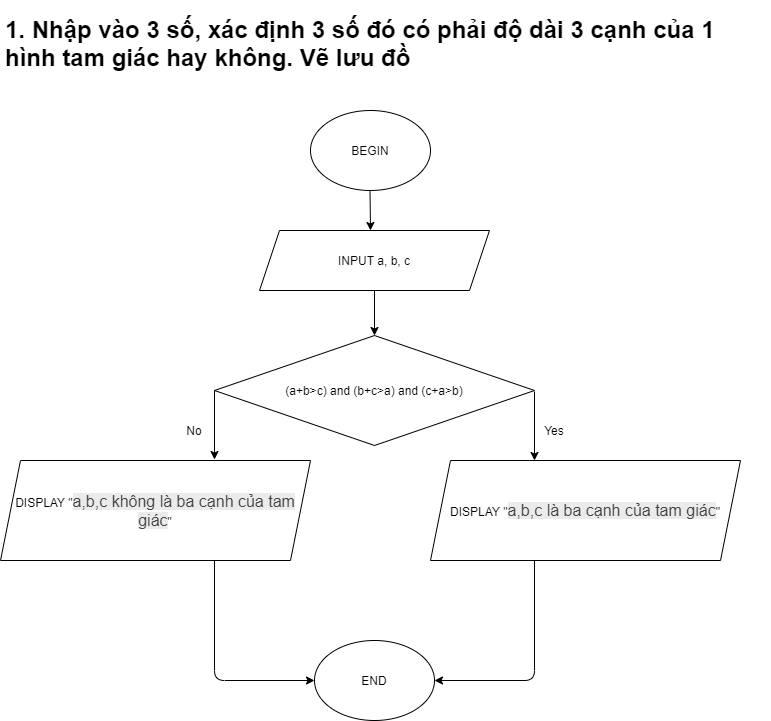 1. Nhập vào 3 số, xác định 3 số đó có phải độ dài 3 cạnh của 1
hình tam giác hay không. Vẽ lưu đồ
BEGIN
INPUT a, b, c
(a+b>c) and (b+c>a) and (c+a>b)
No
Yes
DISPLAY "a,b,c không là ba cạnh của tam
giác"
DISPLAY "a,b,c là ba cạnh của tam giác"
END